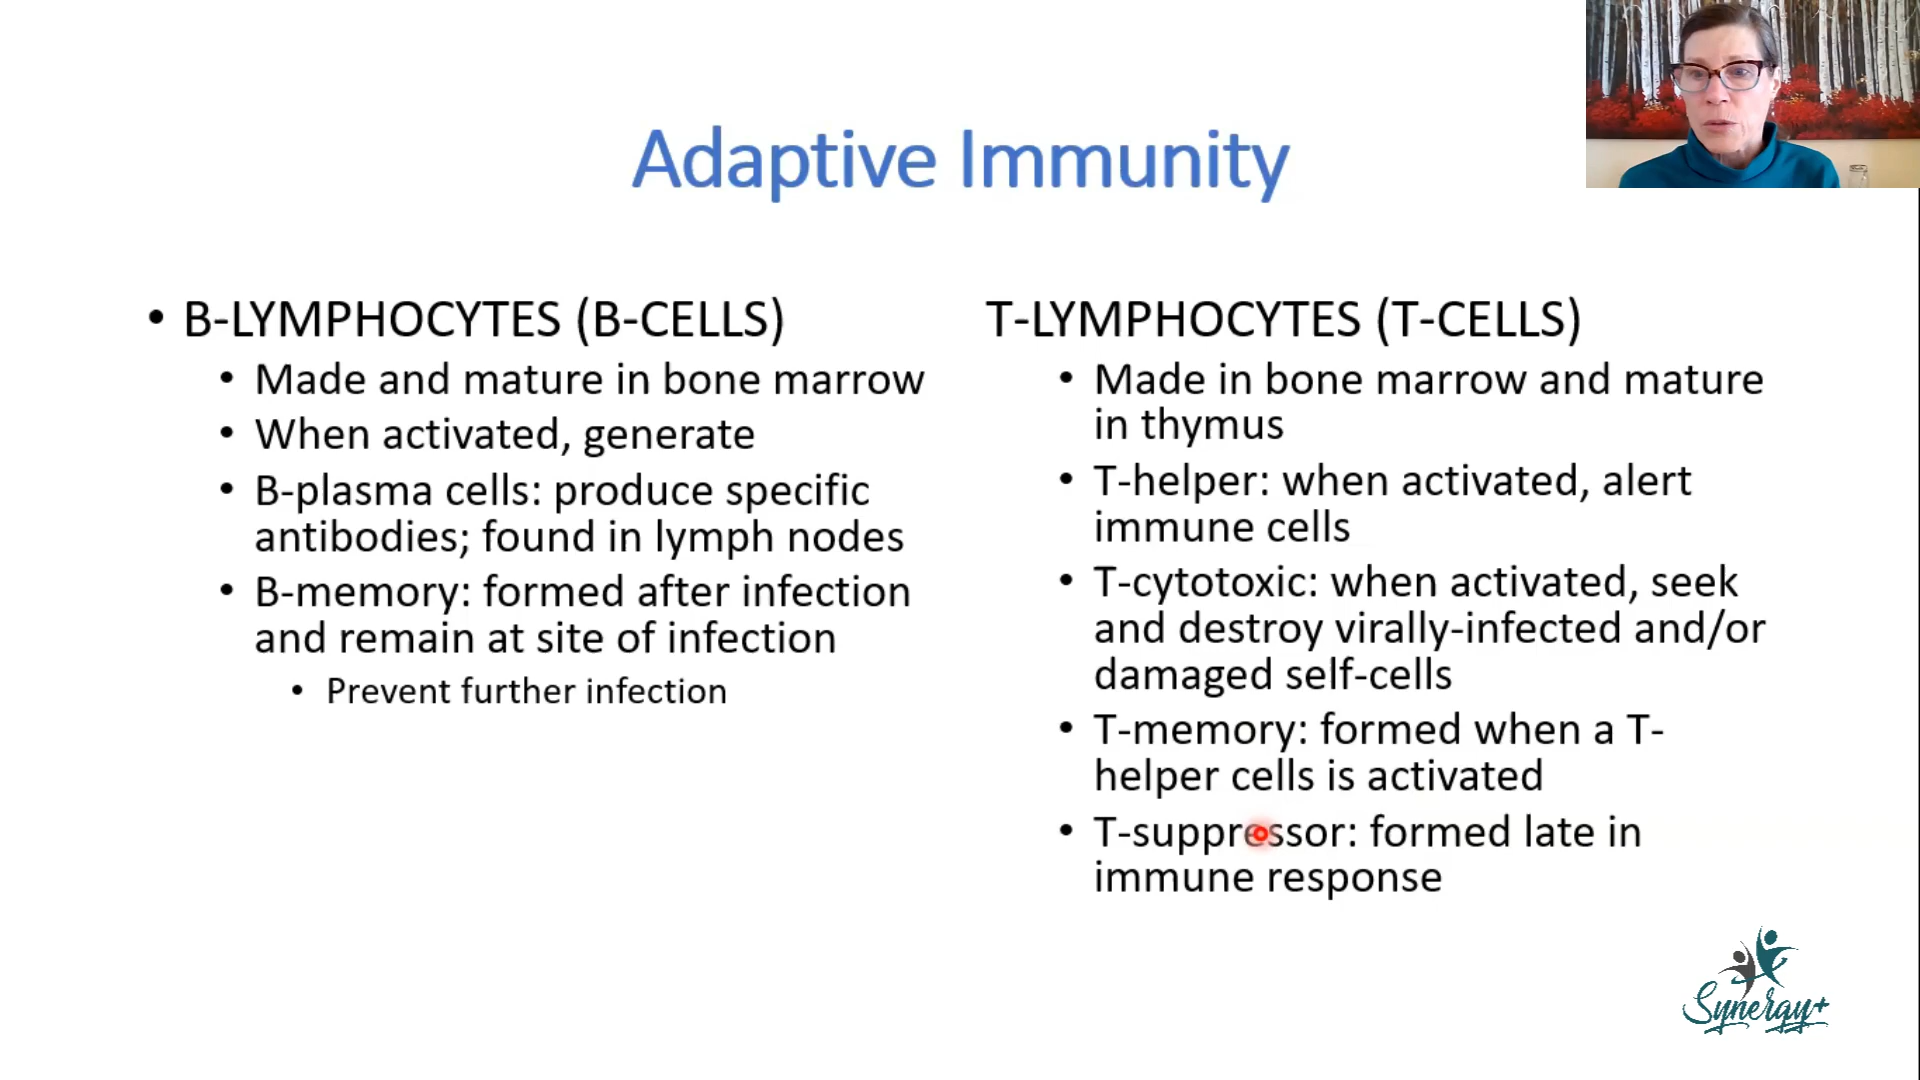 Adaptive Immunity
• B-LYMPHOCYTES (B-CELLS)
• Made and mature in bone marrow
• When activated, generate
• B-plasma cells: produce specific
antibodies; found in lymph nodes
• B-memory: formed after infection
and remain at site of infection
• Prevent further infection
T-LYMPHOCYTES (T-CELLS)
• Made in bone marrow and mature
in thymus
• T-helper: when activated, alert
immune cells
• T-cytotoxic: when activated, seek
and destroy virally-infected and/or
damaged self-cells
• T-memory: formed when a T-
helper cells is activated
• T-suppressor: formed late in
immune response
Synergy+